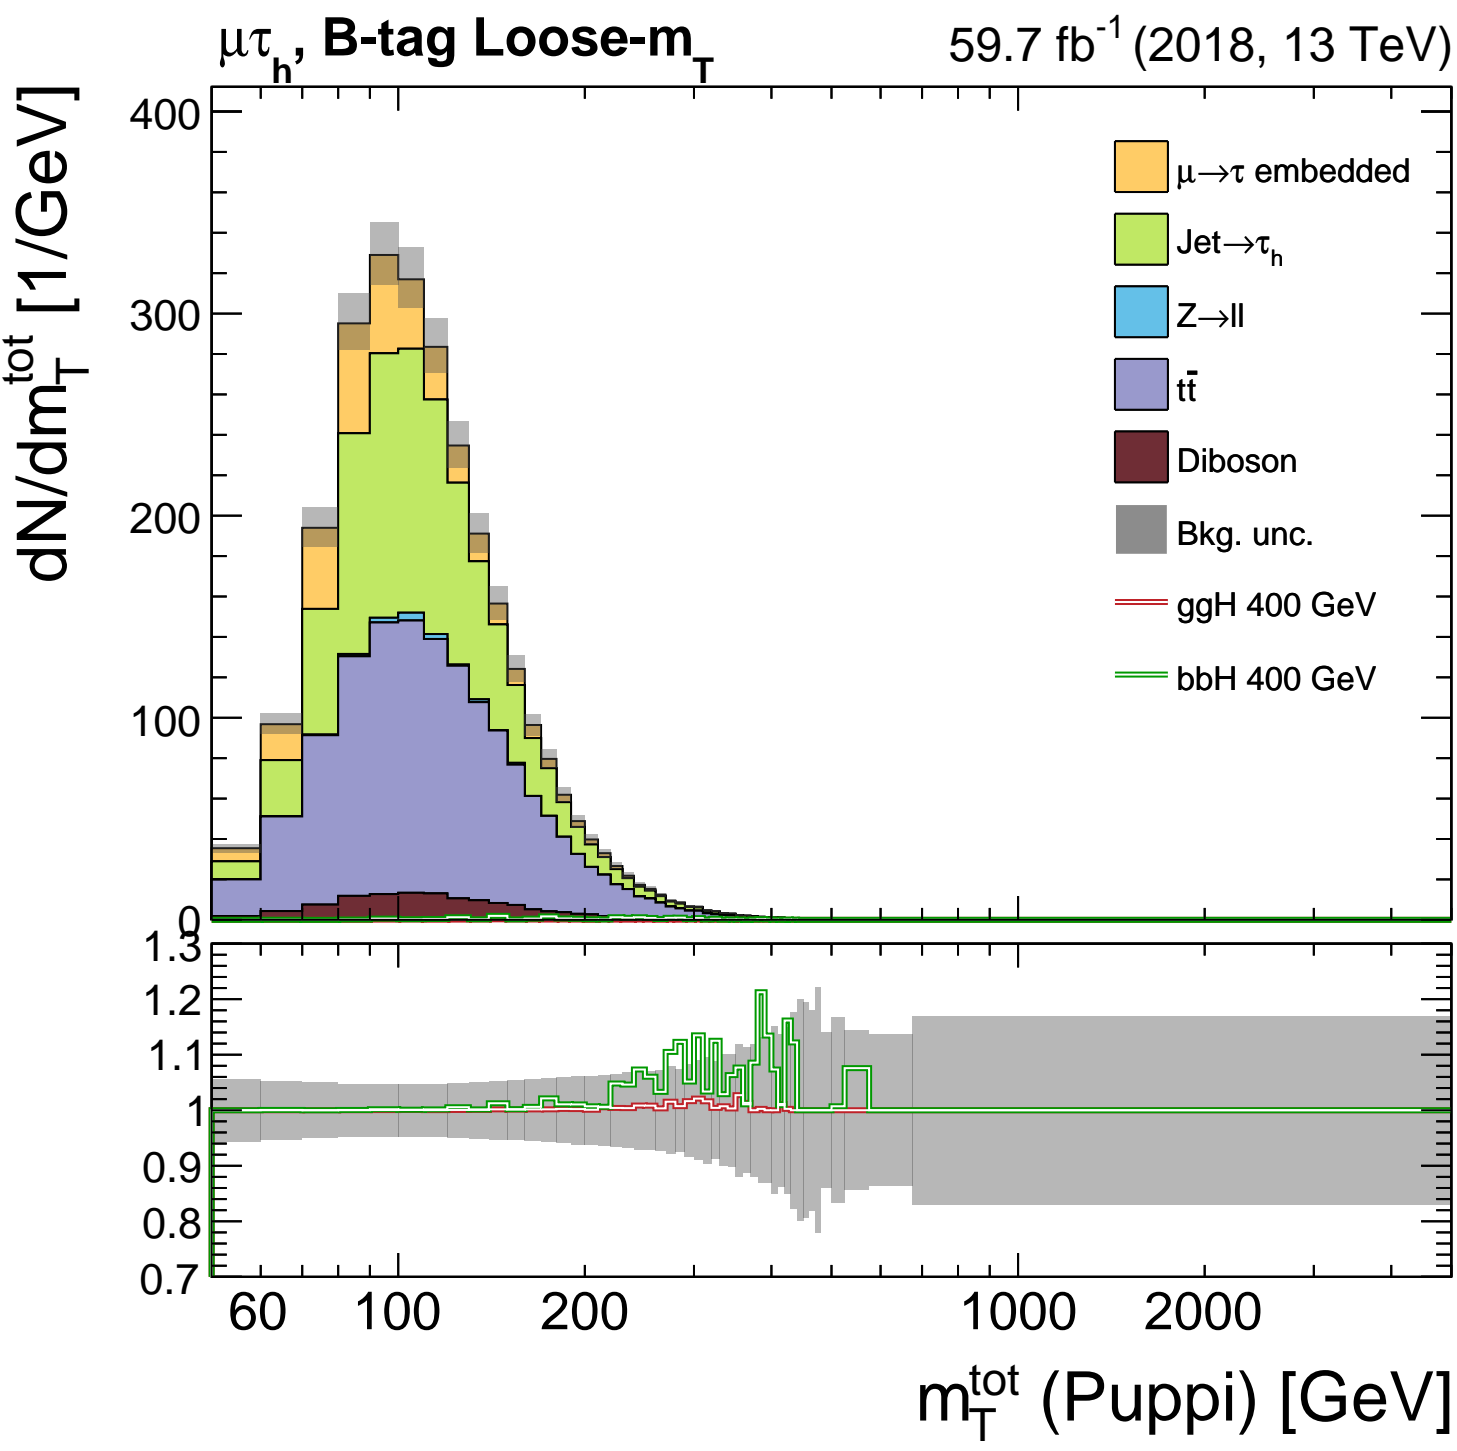 μτh, B-tag Loose-mT
59.7 fb-1 (2018, 13 TeV)
dN/dmTtot [1/GeV]
400
300
200
100
0
μ→τ embedded
Jet→τh
Z→ll
tt̄
Diboson
Bkg. unc.
ggH 400 GeV
bbH 400 GeV
1.3
1.2
1.1
1
0.9
0.8
0.7
60 100 200 1000 2000
mTtot (Puppi) [GeV]